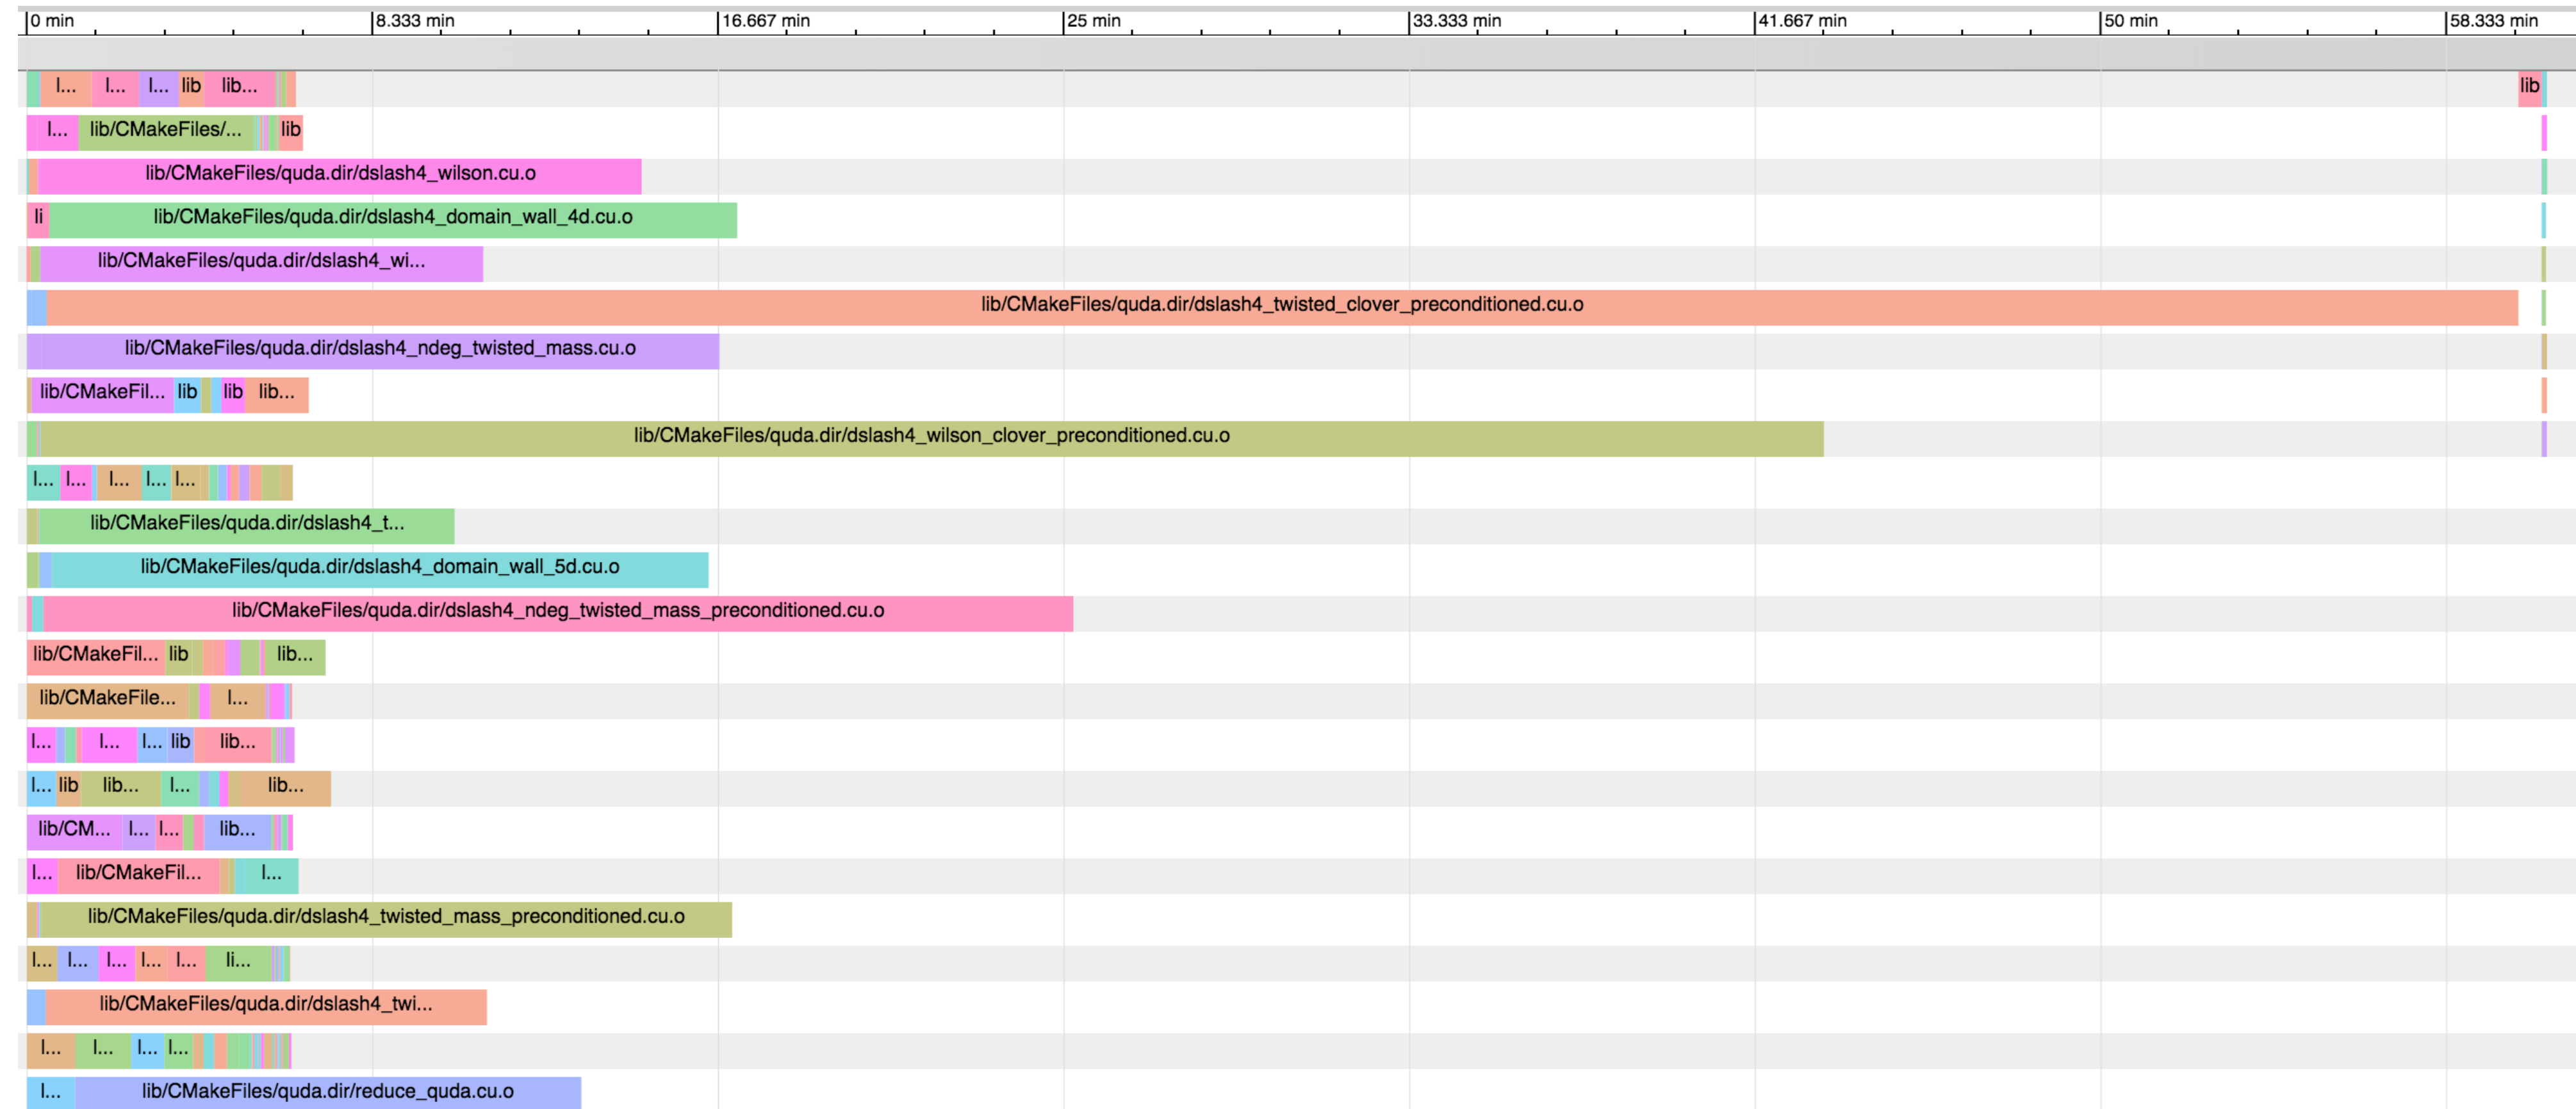 0 min 8.333 min 16.667 min 25 min 33.333 min 41.667 min 50 min 58.333 min
l... l... l... lib lib... lib
l... lib/CMakeFiles/... lib
lib/CMakeFiles/quda.dir/dslash4_wilson.cu.o
li lib/CMakeFiles/quda.dir/dslash4_domain_wall_4d.cu.o
lib/CMakeFiles/quda.dir/dslash4_wi...
lib/CMakeFiles/quda.dir/dslash4_twisted_clover_preconditioned.cu.o
lib/CMakeFiles/quda.dir/dslash4_ndeg_twisted_mass.cu.o
lib/CMakeFil... lib lib lib...
lib/CMakeFiles/quda.dir/dslash4_wilson_clover_preconditioned.cu.o
l... l... l... l... l...
lib/CMakeFiles/quda.dir/dslash4_t...
lib/CMakeFiles/quda.dir/dslash4_domain_wall_5d.cu.o
lib/CMakeFiles/quda.dir/dslash4_ndeg_twisted_mass_preconditioned.cu.o
lib/CMakeFil... lib lib...
lib/CMakeFile... l...
l... l... l... lib lib...
l... lib lib... l... lib...
lib/CM... l... l... lib...
l... lib/CMakeFil... l...
lib/CMakeFiles/quda.dir/dslash4_twisted_mass_preconditioned.cu.o
l... l... l... l... l... li...
lib/CMakeFiles/quda.dir/dslash4_twi...
l... l... l... l...
l... lib/CMakeFiles/quda.dir/reduce_quda.cu.o